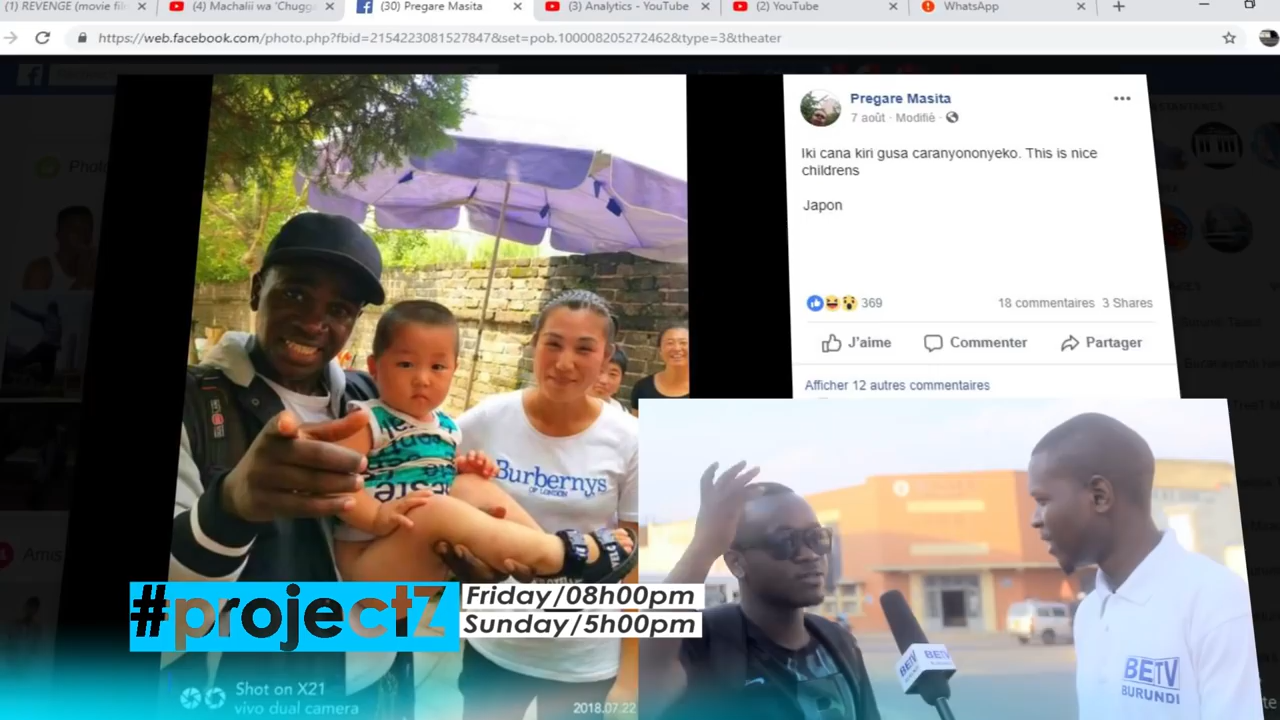 (1) REVENGE (movie fil
(4) Machalii wa 'Chugga
(30) Pregare Masita
(3) Analytics - YouTube
(2) YouTube
WhatsApp
https://web.facebook.com/photo.php?fbid=2154223081527847&set=pob.100008205272462&type=3&theater
Pregare Masita
7 août · Modifié ·
Iki cana kiri gusa caranyononyeko. This is nice
childrens
Japon
369
18 commentaires 3 Shares
J'aime
Commenter
Partager
Afficher 12 autres commentaires
Photo
Amis
Burbernys
OF LONDON
#projectZ
Friday/08h00pm
Sunday/5h00pm
BETV
BETV
BURUNDI
Shot on X21
vivo dual camera
2018.07.22